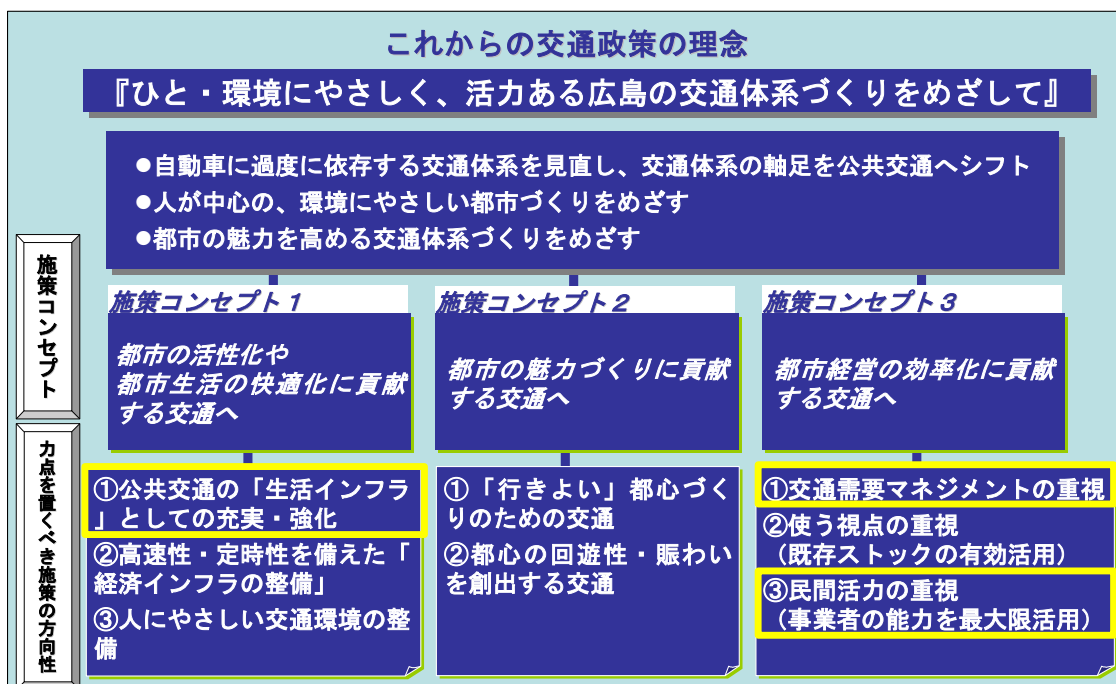 これからの交通政策の理念
『ひと・環境にやさしく、活力ある広島の交通体系づくりをめざして』
●自動車に過度に依存する交通体系を見直し、交通体系の軸足を公共交通へシフト
●人が中心の、環境にやさしい都市づくりをめざす
●都市の魅力を高める交通体系づくりをめざす
施策コンセプト
施策コンセプト１
都市の活性化や
都市生活の快適化に貢献
する交通へ
施策コンセプト２
都市の魅力づくりに貢献
する交通へ
施策コンセプト３
都市経営の効率化に貢献
する交通へ
力点を置くべき施策の方向性
①公共交通の「生活インフラ
」としての充実・強化
②高速性・定時性を備えた「
経済インフラの整備」
③人にやさしい交通環境の整
備
①「行きよい」都心づく
りのための交通
②都心の回遊性・賑わい
を創出する交通
①交通需要マネジメントの重視
②使う視点の重視
（既存ストックの有効活用）
③民間活力の重視
（事業者の能力を最大限活用）